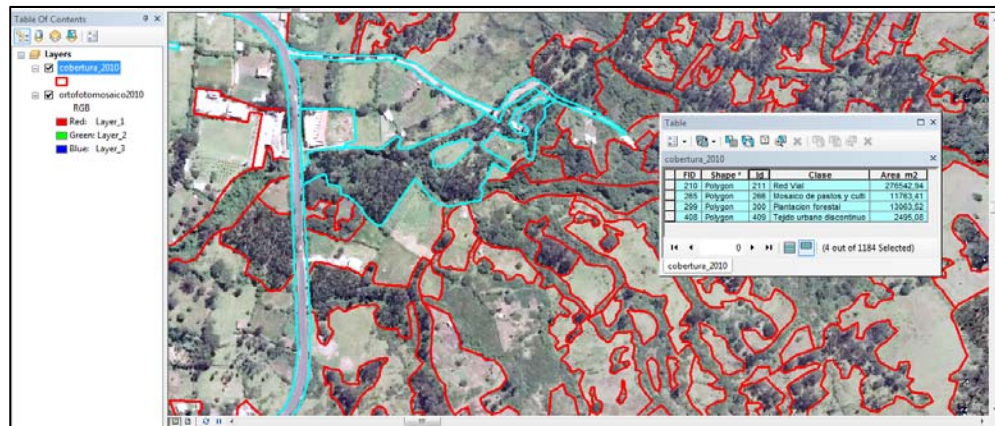 Table Of Contents
Layers
cobertura_2010
ortofotomosaico2010
RGB
Red: Layer_1
Green: Layer_2
Blue: Layer_3
Table
cobertura_2010
FID Shape * Id Clase Area_m2
210 Polygon 211 Red Vial 276542,94
265 Polygon 266 Mosaico de pastos y culti 11763,41
299 Polygon 300 Plantacion forestal 13063,52
408 Polygon 409 Tejido urbano discontinuo 2495,08
0 (4 out of 1184 Selected)
cobertura_2010